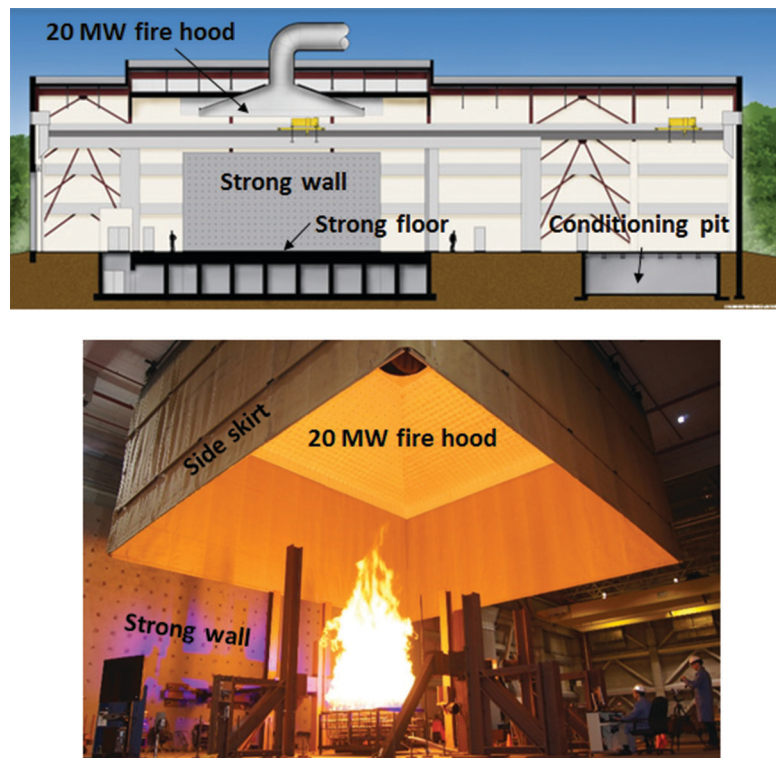 20 MW fire hood
Strong wall
Strong floor
Conditioning pit
Side skirt
20 MW fire hood
Strong wall